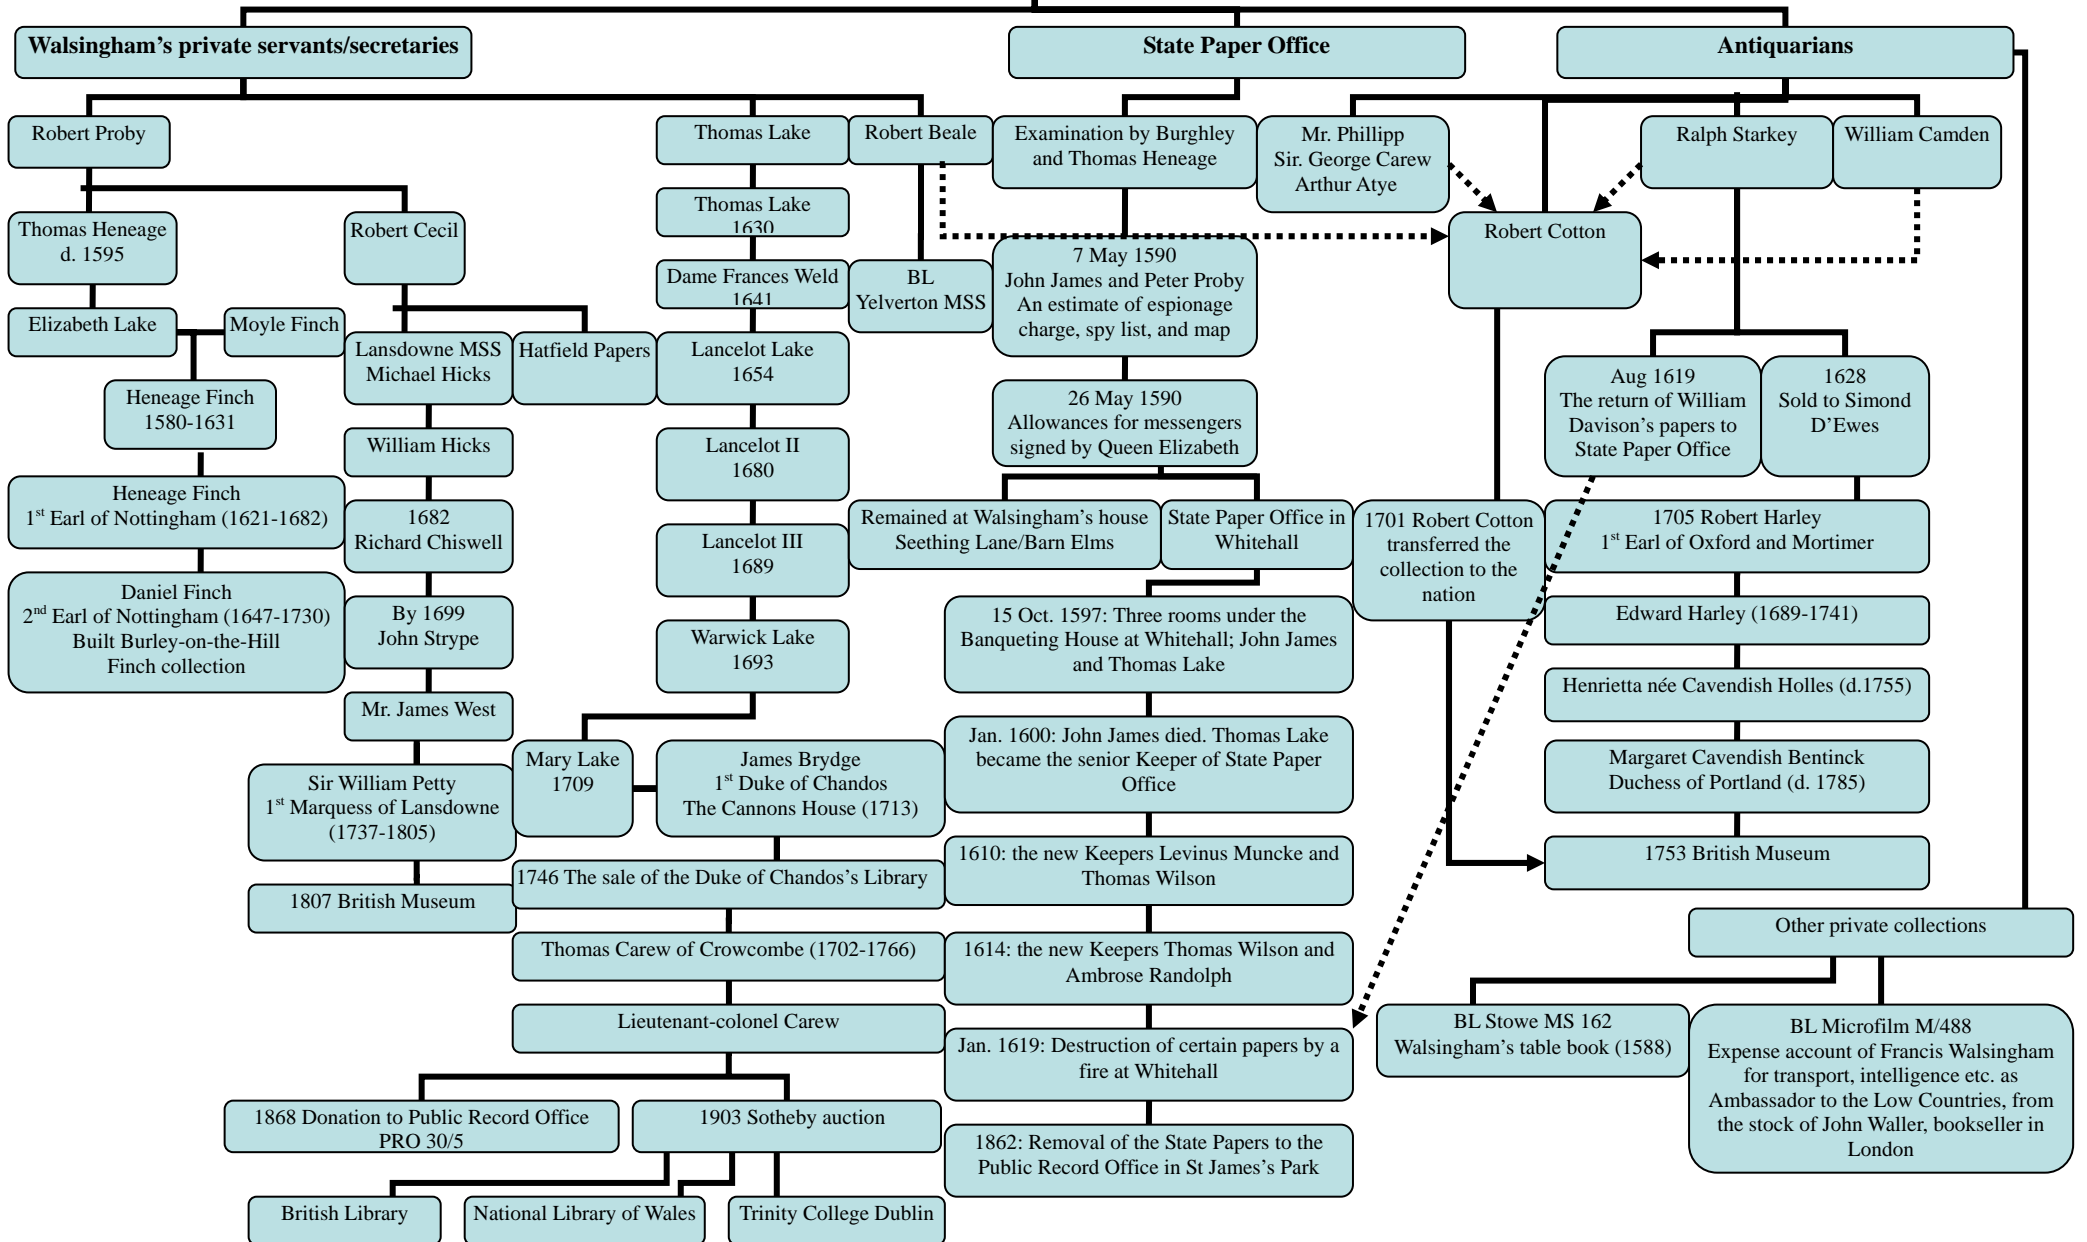 Walsingham’s private servants/secretaries
State Paper Office
Antiquarians
Robert Proby
Thomas Lake
Robert Beale
Examination by Burghley
and Thomas Heneage
Mr. Phillipp
Sir. George Carew
Arthur Atye
Ralph Starkey
William Camden
Thomas Heneage
d. 1595
Robert Cecil
Thomas Lake
1630
Robert Cotton
7 May 1590
John James and Peter Proby
An estimate of espionage
charge, spy list, and map
BL
Yelverton MSS
Dame Frances Weld
1641
Elizabeth Lake
Moyle Finch
Lansdowne MSS
Michael Hicks
Hatfield Papers
Lancelot Lake
1654
Heneage Finch
1580-1631
26 May 1590
Allowances for messengers
signed by Queen Elizabeth
Aug 1619
The return of William
Davison’s papers to
State Paper Office
1628
Sold to Simond
D’Ewes
William Hicks
Lancelot II
1680
Heneage Finch
1st Earl of Nottingham (1621-1682)
1682
Richard Chiswell
Lancelot III
1689
Remained at Walsingham’s house
Seething Lane/Barn Elms
State Paper Office in
Whitehall
1701 Robert Cotton
transferred the
collection to the
nation
1705 Robert Harley
1st Earl of Oxford and Mortimer
Daniel Finch
2nd Earl of Nottingham (1647-1730)
Built Burley-on-the-Hill
Finch collection
By 1699
John Strype
Warwick Lake
1693
15 Oct. 1597: Three rooms under the
Banqueting House at Whitehall; John James
and Thomas Lake
Edward Harley (1689-1741)
Henrietta née Cavendish Holles (d.1755)
Mr. James West
Mary Lake
1709
James Brydge
1st Duke of Chandos
The Cannons House (1713)
Jan. 1600: John James died. Thomas Lake
became the senior Keeper of State Paper
Office
Margaret Cavendish Bentinck
Duchess of Portland (d. 1785)
Sir William Petty
1st Marquess of Lansdowne
(1737-1805)
1746 The sale of the Duke of Chandos’s Library
1610: the new Keepers Levinus Muncke and
Thomas Wilson
1753 British Museum
1807 British Museum
Thomas Carew of Crowcombe (1702-1766)
1614: the new Keepers Thomas Wilson and
Ambrose Randolph
Other private collections
Lieutenant-colonel Carew
Jan. 1619: Destruction of certain papers by a
fire at Whitehall
BL Stowe MS 162
Walsingham’s table book (1588)
BL Microfilm M/488
Expense account of Francis Walsingham
for transport, intelligence etc. as
Ambassador to the Low Countries, from
the stock of John Waller, bookseller in
London
1868 Donation to Public Record Office
PRO 30/5
1903 Sotheby auction
1862: Removal of the State Papers to the
Public Record Office in St James’s Park
British Library
National Library of Wales
Trinity College Dublin